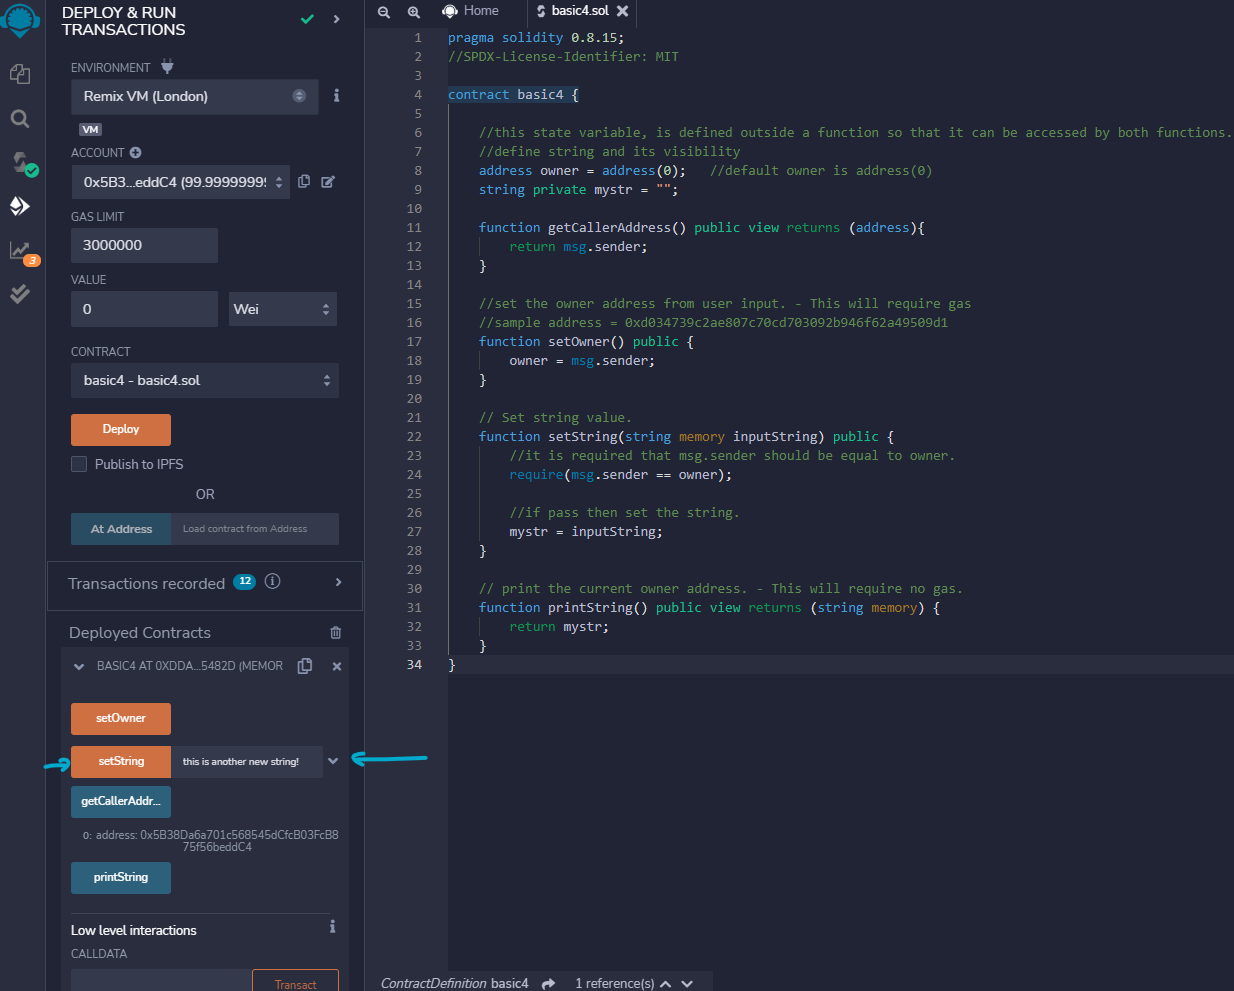 DEPLOY & RUN
TRANSACTIONS
ENVIRONMENT
Remix VM (London)
VM
ACCOUNT
0x5B3...eddC4 (99.99999999
GAS LIMIT
3000000
VALUE
0
Wei
CONTRACT
basic4 - basic4.sol
Deploy
Publish to IPFS
OR
At Address
Load contract from Address
Transactions recorded 12
Deployed Contracts
BASIC4 AT 0XDDA...5482D (MEMOR
setOwner
setString
this is another new string!
getCallerAddr...
0: address: 0x5B38Da6a701c568545dCfcB03FcB8
75f56beddC4
printString
Low level interactions
CALLDATA
Transact
3
Home
basic4.sol
1 pragma solidity 0.8.15;
2 //SPDX-License-Identifier: MIT
3
4 contract basic4 {
5
6 //this state variable, is defined outside a function so that it can be accessed by both functions.
7 //define string and its visibility
8 address owner = address(0); //default owner is address(0)
9 string private mystr = "";
10
11 function getCallerAddress() public view returns (address){
12 return msg.sender;
13 }
14
15 //set the owner address from user input. - This will require gas
16 //sample address = 0xd034739c2ae807c70cd703092b946f62a49509d1
17 function setOwner() public {
18 owner = msg.sender;
19 }
20
21 // Set string value.
22 function setString(string memory inputString) public {
23 //it is required that msg.sender should be equal to owner.
24 require(msg.sender == owner);
25
26 //if pass then set the string.
27 mystr = inputString;
28 }
29
30 // print the current owner address. - This will require no gas.
31 function printString() public view returns (string memory) {
32 return mystr;
33 }
34 }
ContractDefinition basic4 1 reference(s)